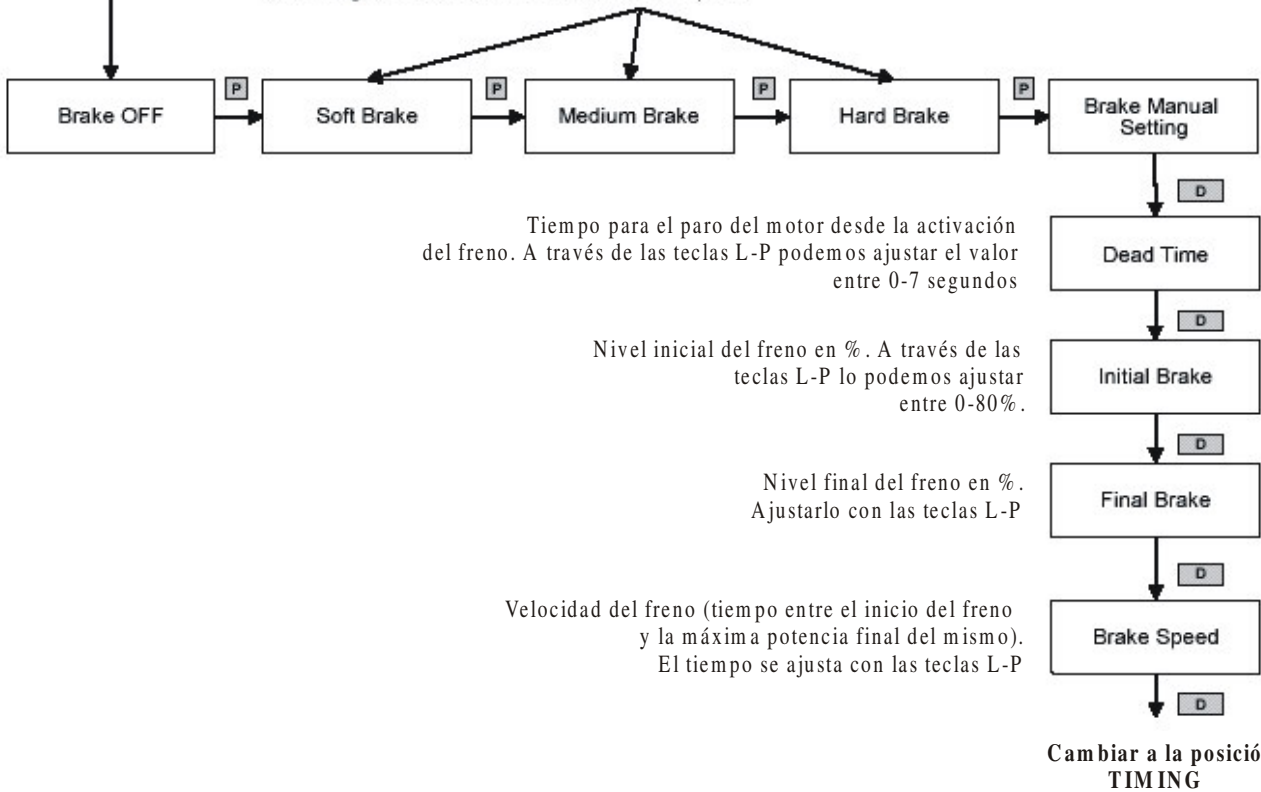 P P P P
Brake OFF Soft Brake Medium Brake Hard Brake Brake Manual
Setting
D
Tiempo para el paro del motor desde la activación
del freno. A través de las teclas L-P podemos ajustar el valor
entre 0-7 segundos
Dead Time
D
Nivel inicial del freno en %. A través de las
teclas L-P lo podemos ajustar
entre 0-80%.
Initial Brake
D
Nivel final del freno en %.
Ajustarlo con las teclas L-P
Final Brake
D
Velocidad del freno (tiempo entre el inicio del freno
y la máxima potencia final del mismo).
El tiempo se ajusta con las teclas L-P
Brake Speed
D
Cambiar a la posició
TIMING